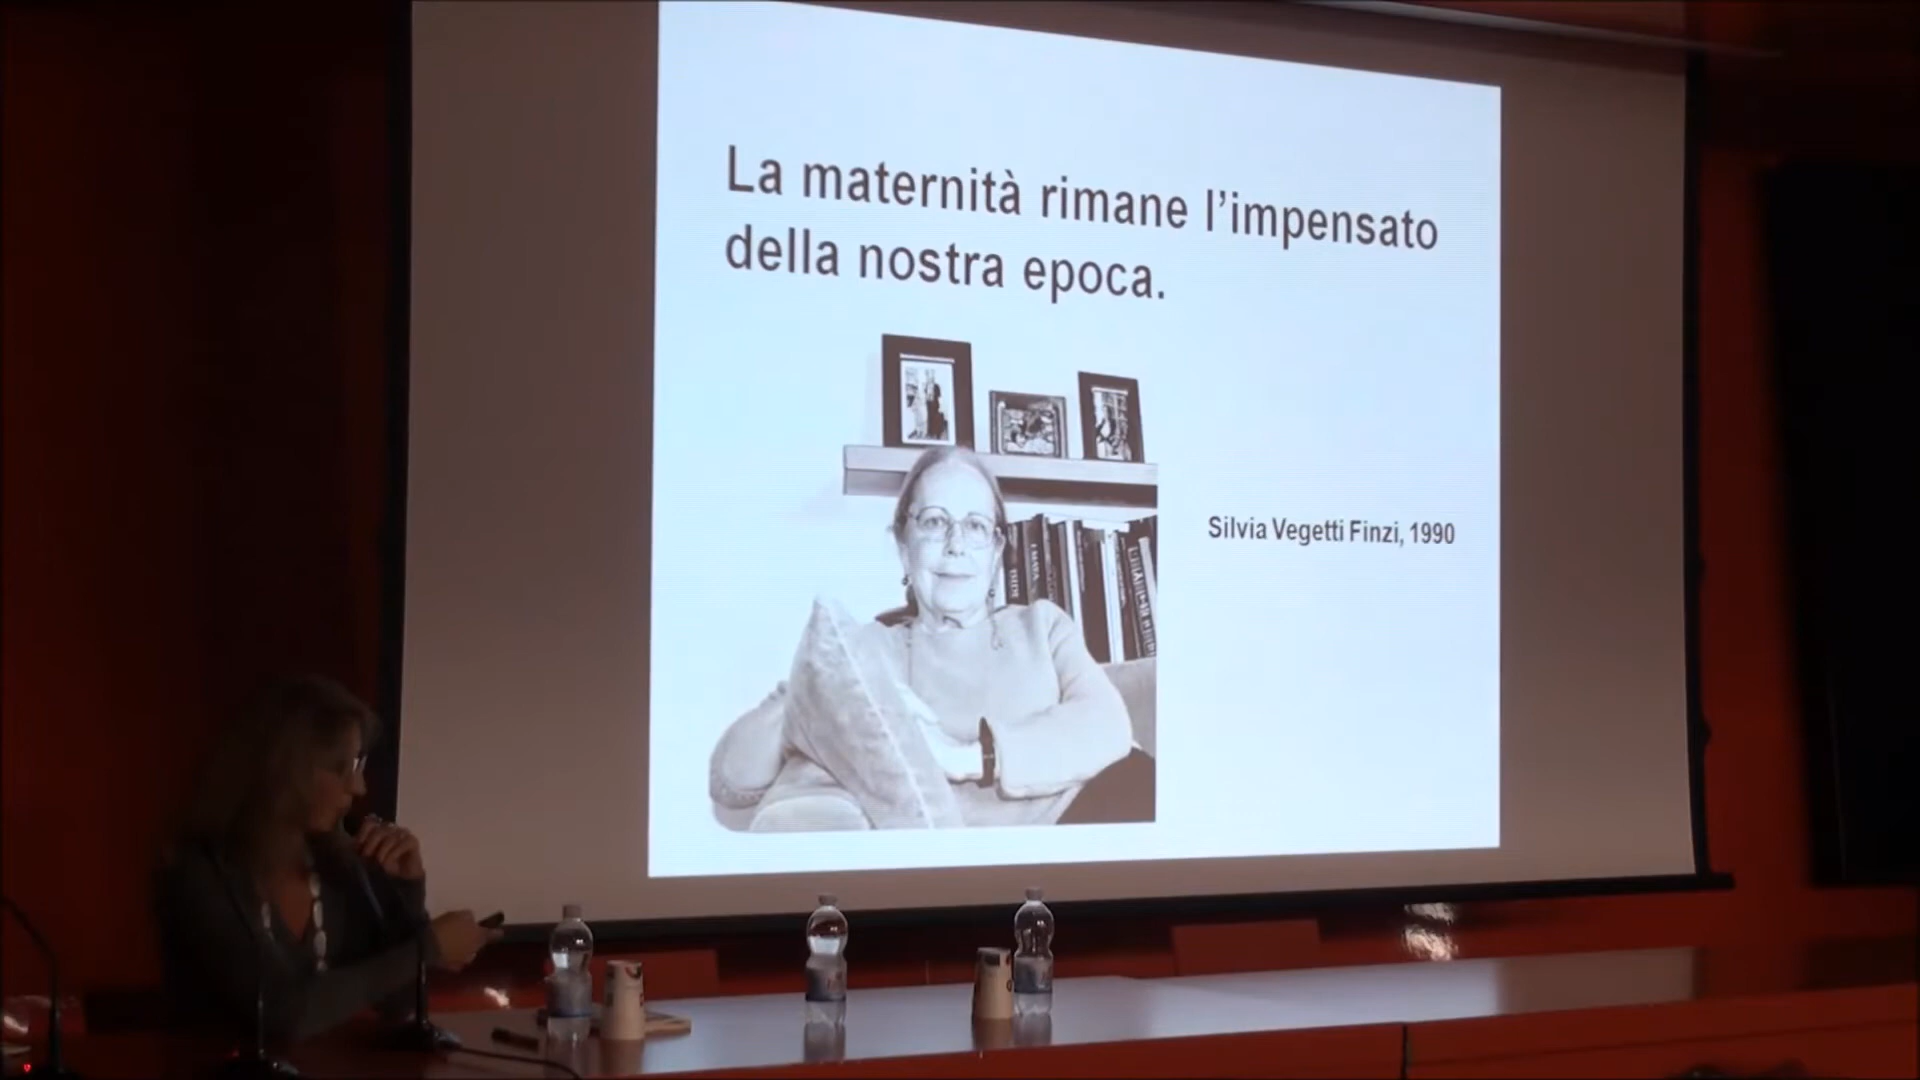 La maternità rimane l’impensato
della nostra epoca.
Silvia Vegetti Finzi, 1990